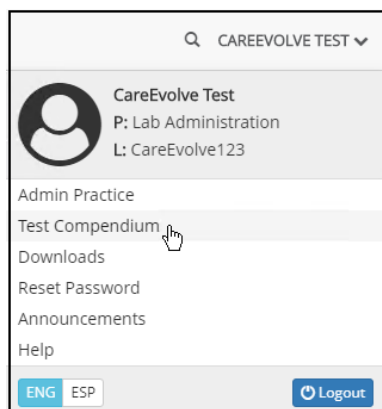 CAREEVOLVE TEST
CareEvolve Test
P: Lab Administration
L: CareEvolve123
Admin Practice
Test Compendium
Downloads
Reset Password
Announcements
Help
ENG ESP Logout